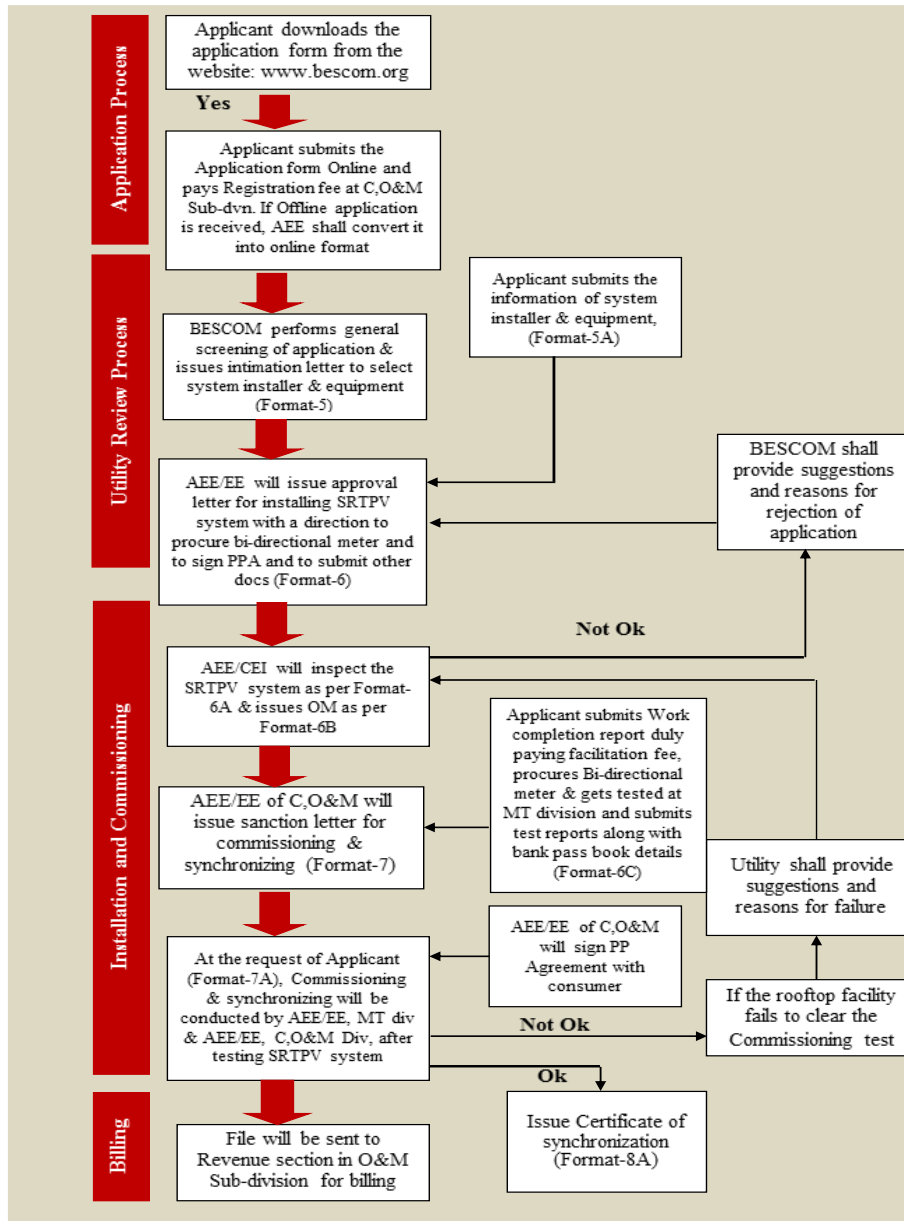 Application Process
Applicant downloads the
application form from the
website: www.bescom.org
Yes
Applicant submits the
Application form Online and
pays Registration fee at C,O&M
Sub-dvn. If Offline application
is received, AEE shall convert it
into online format
Utility Review Process
BESCOM performs general
screening of application &
issues intimation letter to select
system installer & equipment
(Format-5)
Applicant submits the
information of system
installer & equipment,
(Format-5A)
AEE/EE will issue approval
letter for installing SRTPV
system with a direction to
procure bi-directional meter and
to sign PPA and to submit other
docs (Format-6)
BESCOM shall
provide suggestions
and reasons for
rejection of
application
Not Ok
Installation and Commissioning
AEE/CEI will inspect the
SRTPV system as per Format-
6A & issues OM as per
Format-6B
Applicant submits Work
completion report duly
paying facilitation fee,
procures Bi-directional
meter & gets tested at
MT division and submits
test reports along with
bank pass book details
(Format-6C)
AEE/EE of C,O&M will
issue sanction letter for
commissioning &
synchronizing (Format-7)
Utility shall provide
suggestions and
reasons for failure
AEE/EE of C,O&M
will sign PP
Agreement with
consumer
At the request of Applicant
(Format-7A), Commissioning
& synchronizing will be
conducted by AEE/EE, MT div
& AEE/EE, C,O&M Div, after
testing SRTPV system
Not Ok
If the rooftop facility
fails to clear the
Commissioning test
Ok
Issue Certificate of
synchronization
(Format-8A)
Billing
File will be sent to
Revenue section in O&M
Sub-division for billing